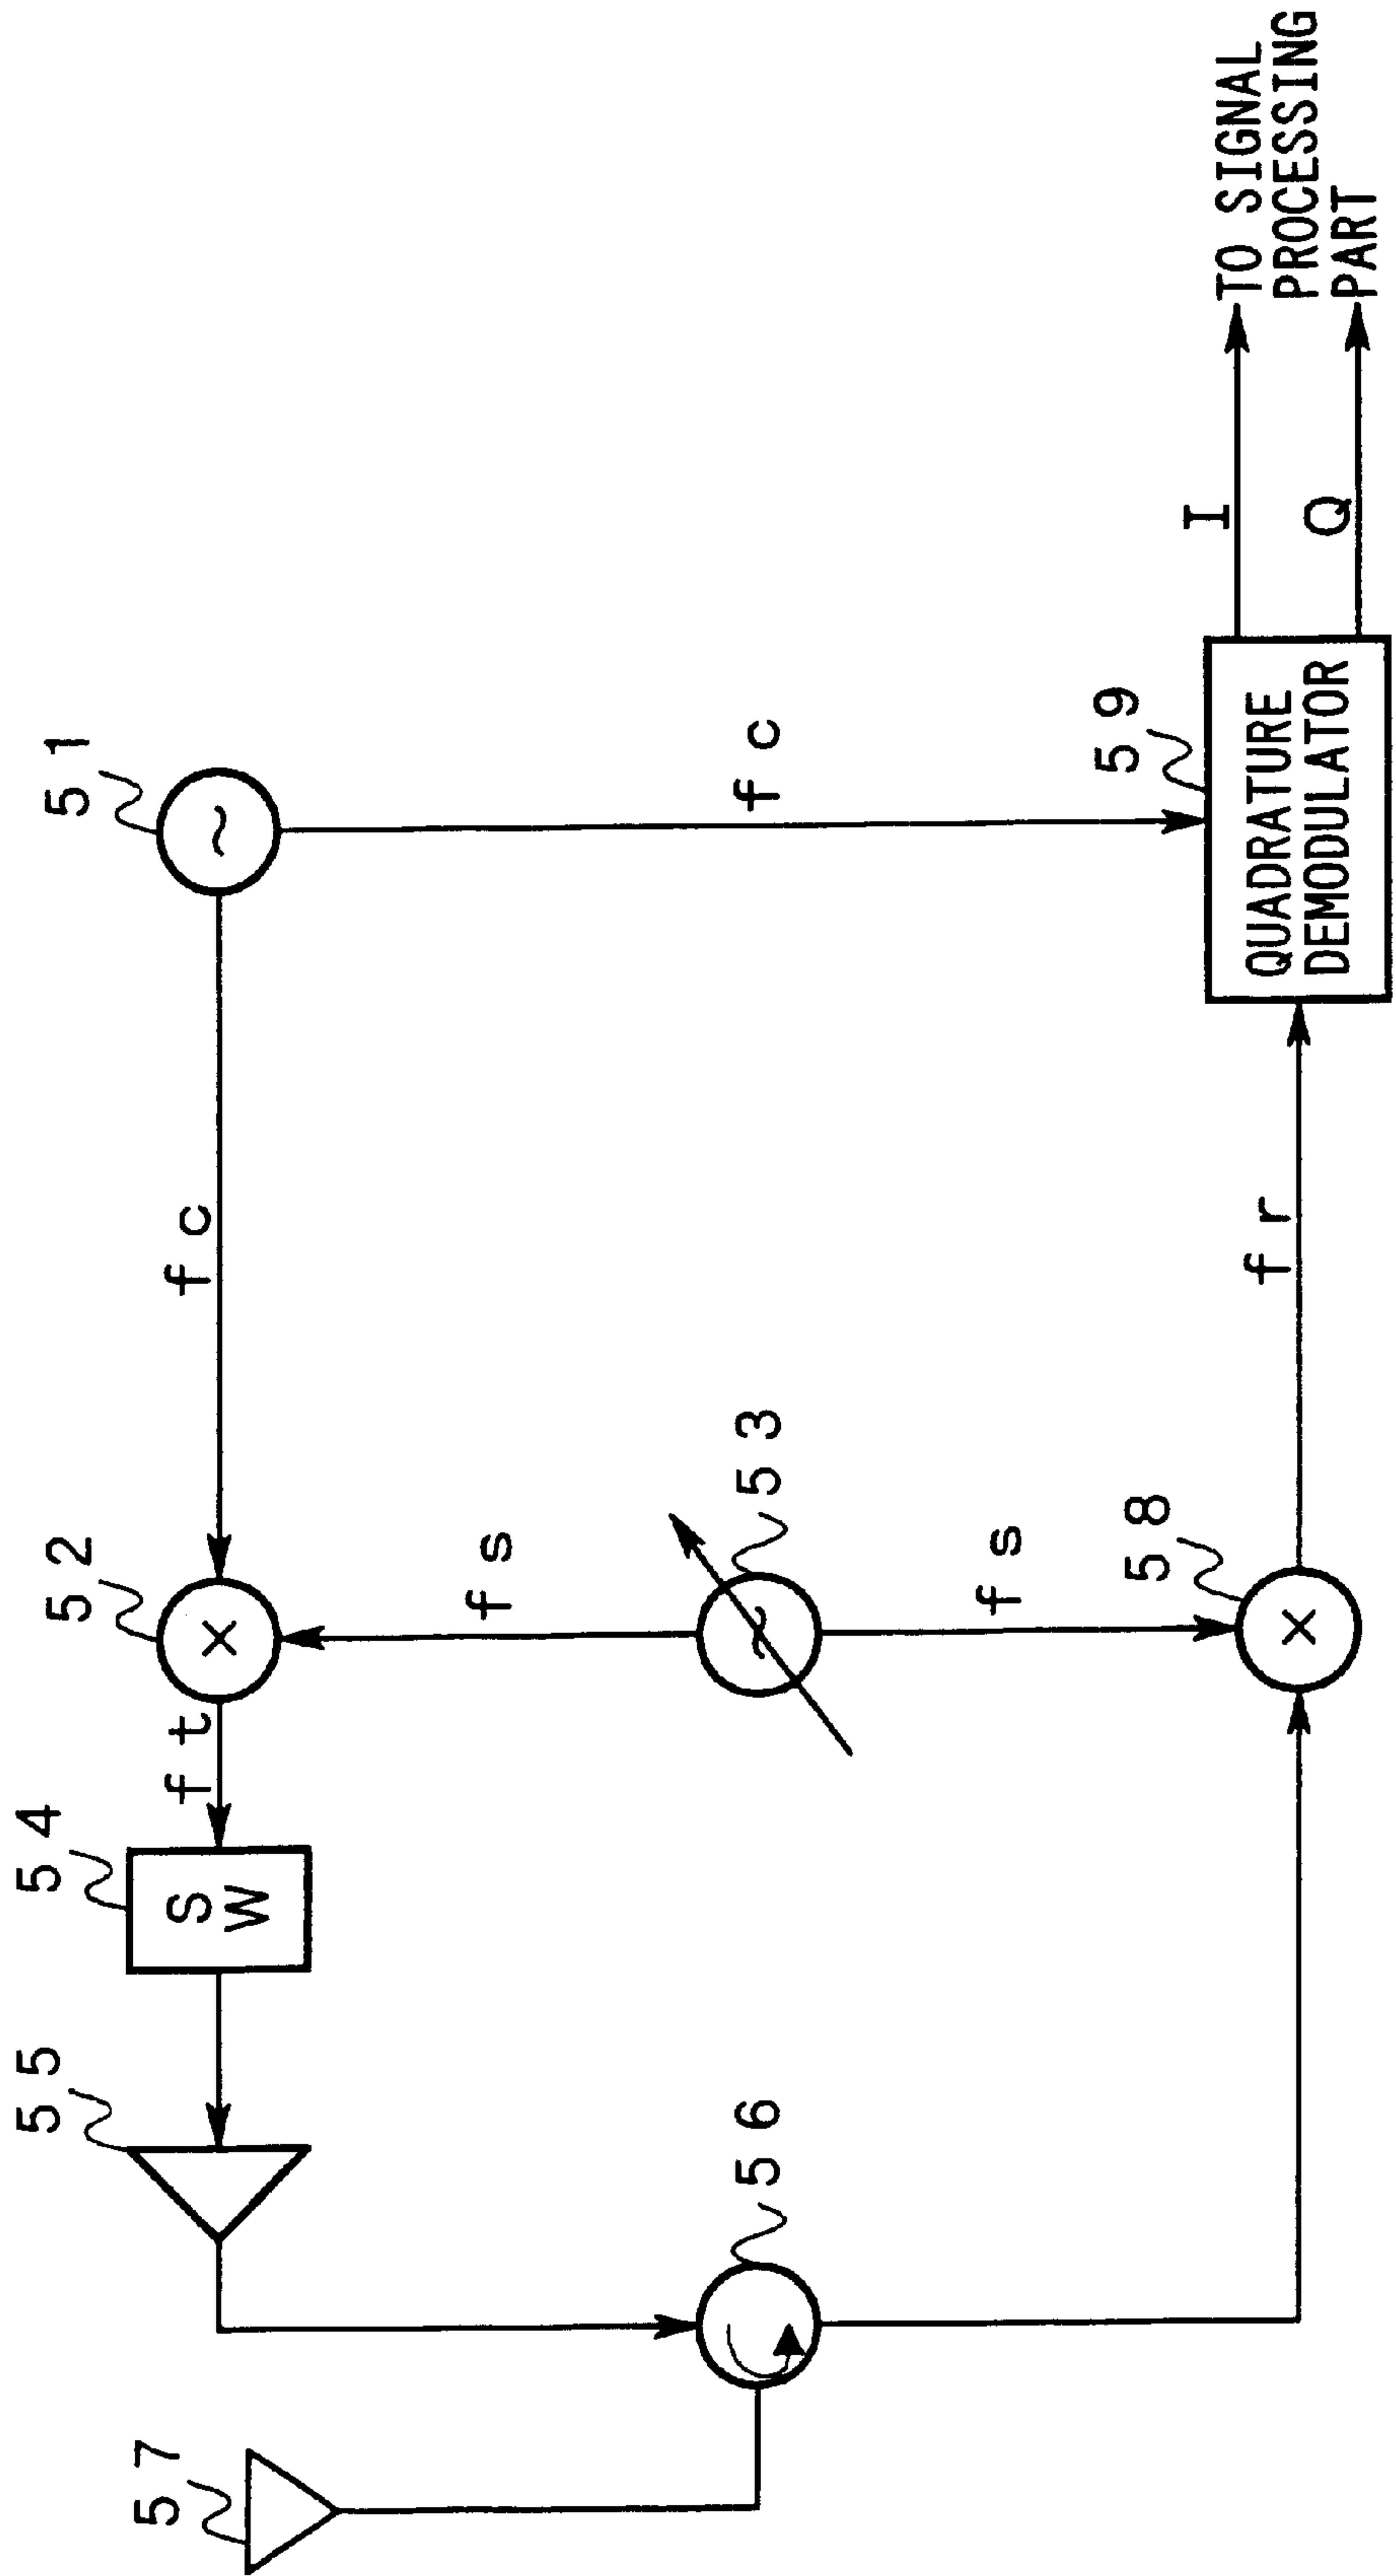 57
55
54
52
51
56
53
58
59
SW
ft
fc
fs
fs
fc
fr
QUADRATURE
DEMODULATOR
I
Q
TO SIGNAL
PROCESSING
PART